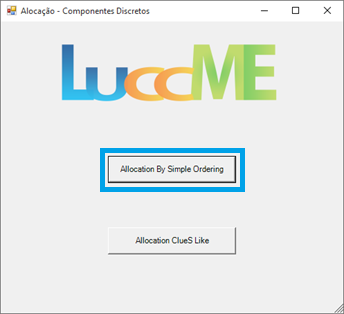 Alocação - Componentes Discretos
LuccME
Allocation By Simple Ordering
Allocation ClueS Like